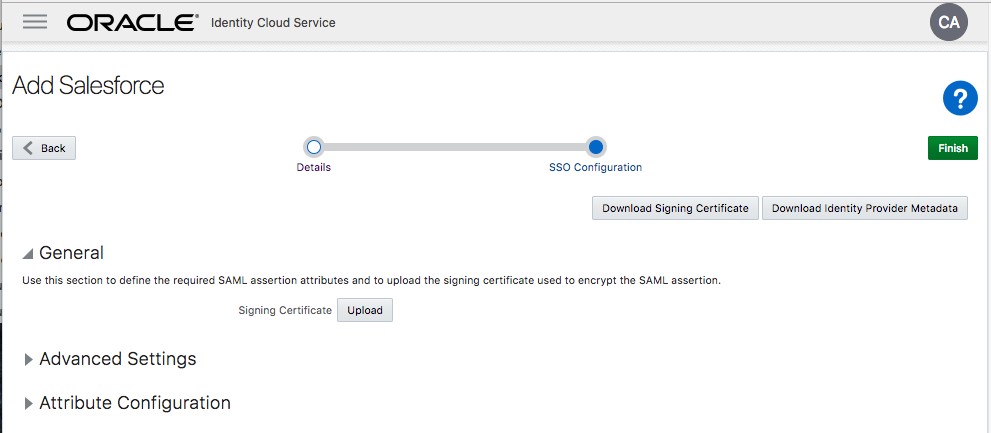 ORACLE® Identity Cloud Service
CA
Add Salesforce
?
Back
Finish
Details
SSO Configuration
Download Signing Certificate
Download Identity Provider Metadata
General
Use this section to define the required SAML assertion attributes and to upload the signing certificate used to encrypt the SAML assertion.
Signing Certificate Upload
Advanced Settings
Attribute Configuration